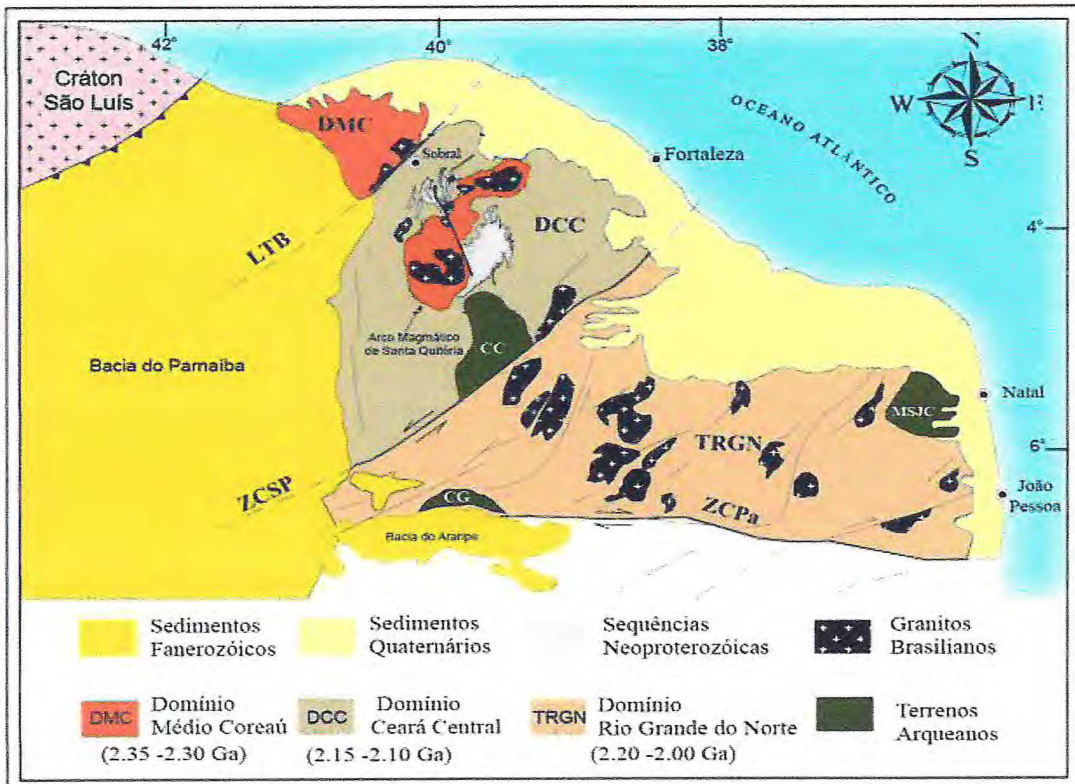 42°
40°
38°
N
W
E
S
Cráton
São Luís
DMC
Sobral
OCEANO ATLÂNTICO
Fortaleza
LTB
DCC
4°
Arco Magmático
de Santa Quitéria
CC
Bacia do Parnaíba
Natal
MSJC
TRGN
6°
ZCSP
CG
ZCPa
João
Pessoa
Bacia do Araripe
Sedimentos
Fanerozóicos
Sedimentos
Quaternários
Sequências
Neoproterozóicas
Granitos
Brasilianos
DMC
Domínio
Médio Coreaú
(2.35 -2.30 Ga)
DCC
Domínio
Ceará Central
(2.15 -2.10 Ga)
TRGN
Domínio
Rio Grande do Norte
(2.20 -2.00 Ga)
Terrenos
Arqueanos